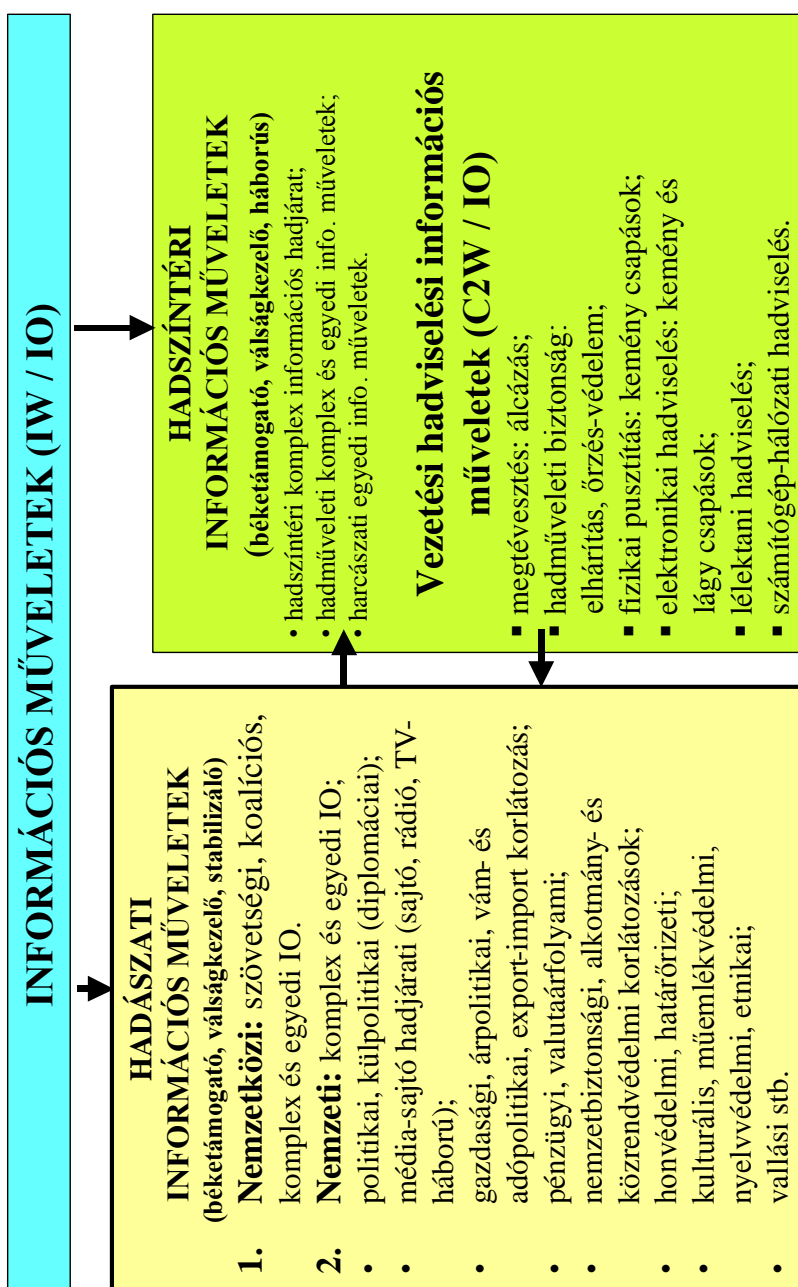 INFORMÁCIÓS MŰVELETEK (IW / IO)
HADÁSZATI
INFORMÁCIÓS MŰVELETEK
(béketámogató, válságkezelő, stabilizáló)
1. Nemzetközi: szövetségi, koalíciós,
komplex és egyedi IO.
2. Nemzeti: komplex és egyedi IO;
• politikai, külpolitikai (diplomáciai);
• média-sajtó hadjárati (sajtó, rádió, TV-
háború);
• gazdasági, árpolitikai, vám- és
adópolitikai, export-import korlátozás;
• pénzügyi, valutaárfolyami;
• nemzetbiztonsági, alkotmány- és
közrendvédelmi korlátozások;
• honvédelmi, határőrizeti;
• kulturális, műemlékvédelmi,
nyelvvédelmi, etnikai;
• vallási stb.
HADSZÍNTÉRI
INFORMÁCIÓS MŰVELETEK
(béketámogató, válságkezelő, háborús)
• hadszíntéri komplex információs hadjárat;
• hadműveleti komplex és egyedi info. műveletek;
• harcászati egyedi info. műveletek.
Vezetési hadviselési információs
műveletek (C2W / IO)
▪ megtévesztés: álcázás;
▪ hadműveleti biztonság:
elhárítás, őrzés-védelem;
▪ fizikai pusztítás: kemény csapások;
▪ elektronikai hadviselés: kemény és
lágy csapások;
▪ lélektani hadviselés;
▪ számítógép-hálózati hadviselés.